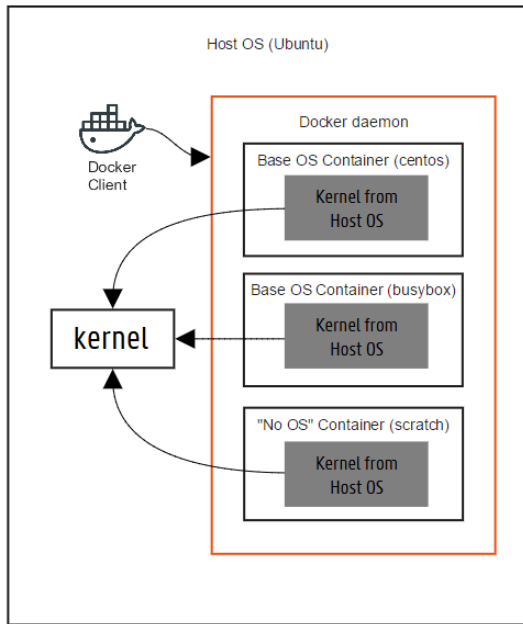 Host OS (Ubuntu)
Docker
Client
Docker daemon
Base OS Container (centos)
Kernel from
Host OS
Base OS Container (busybox)
Kernel from
Host OS
kernel
"No OS" Container (scratch)
Kernel from
Host OS